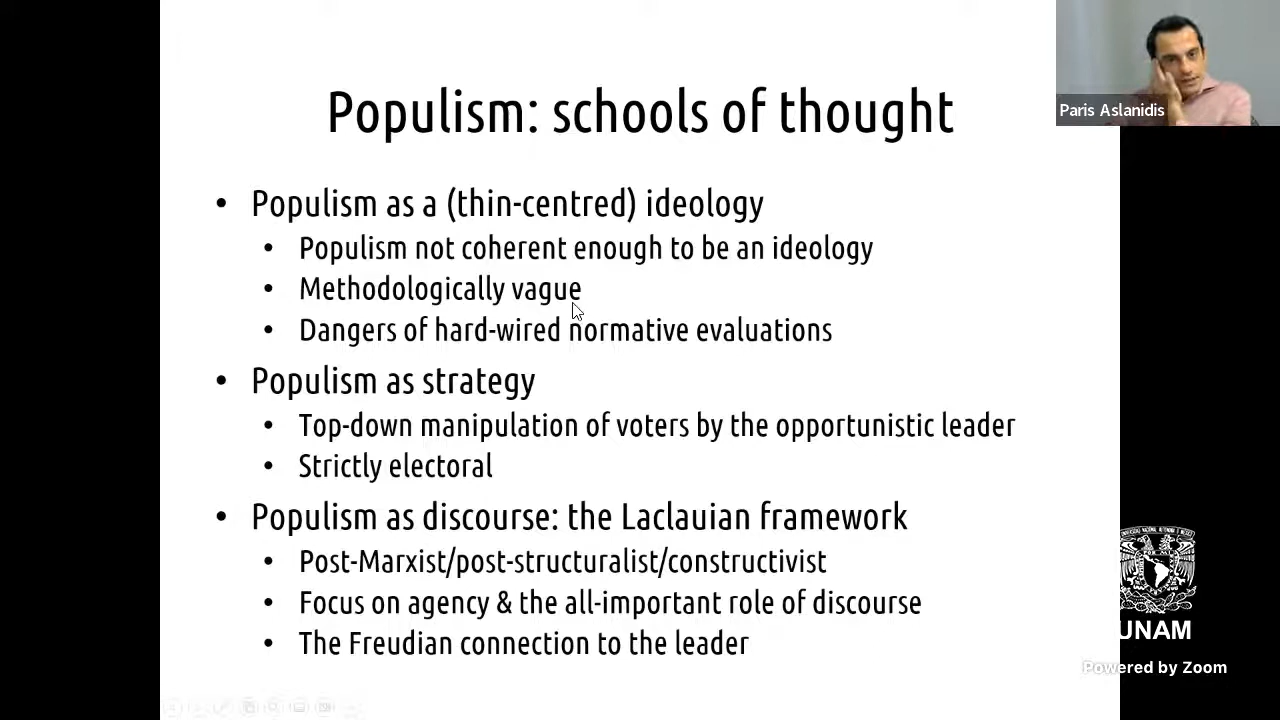 Populism: schools of thought
Paris Aslanidis
• Populism as a (thin-centred) ideology
• Populism not coherent enough to be an ideology
• Methodologically vague
• Dangers of hard-wired normative evaluations
• Populism as strategy
• Top-down manipulation of voters by the opportunistic leader
• Strictly electoral
• Populism as discourse: the Laclauian framework
• Post-Marxist/post-structuralist/constructivist
• Focus on agency & the all-important role of discourse
• The Freudian connection to the leader
UNAM
Powered by Zoom